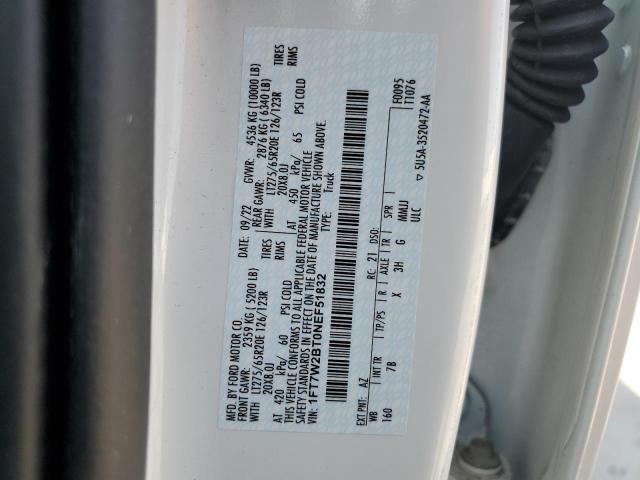 MFD. BY FORD MOTOR CO.
DATE: 09/22 GVWR: 4536 KG (10000 LB)
FRONT GAWR: 2359 KG (5200 LB) REAR GAWR: 2876 KG (6340 LB)
WITH LT275/65R20E 126/123R TIRES WITH LT275/65R20E 126/123R TIRES
20X8.0J RIMS 20X8.0J RIMS
AT 420 kPa/ 60 PSI COLD AT 450 kPa/ 65 PSI COLD
THIS VEHICLE CONFORMS TO ALL APPLICABLE FEDERAL MOTOR VEHICLE
SAFETY STANDARDS IN EFFECT ON THE DATE OF MANUFACTURE SHOWN ABOVE.
VIN: 1FT7W2BT0NEF51832 TYPE: Truck
F0095
T1076
EXT PNT: AZ RC: 21 DSO:
WB INT TR TP/PS R AXLE TR SPR
160 7B X 3H G MMJJ
ULC
5U5A-3520472-AA